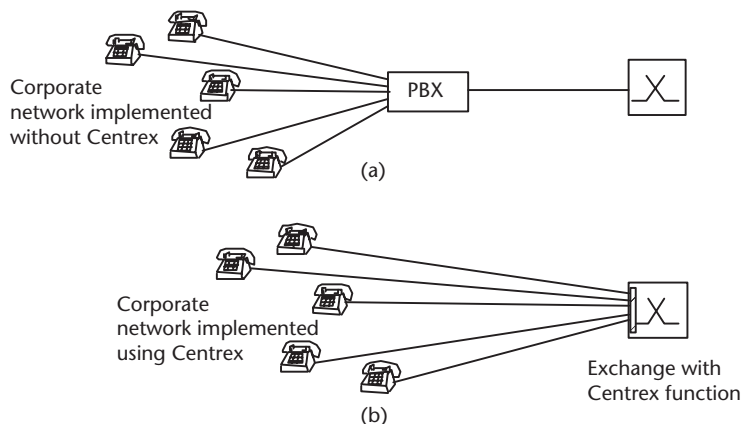 Corporate
network implemented
without Centrex
PBX
(a)
Corporate
network implemented
using Centrex
Exchange with
Centrex function
(b)